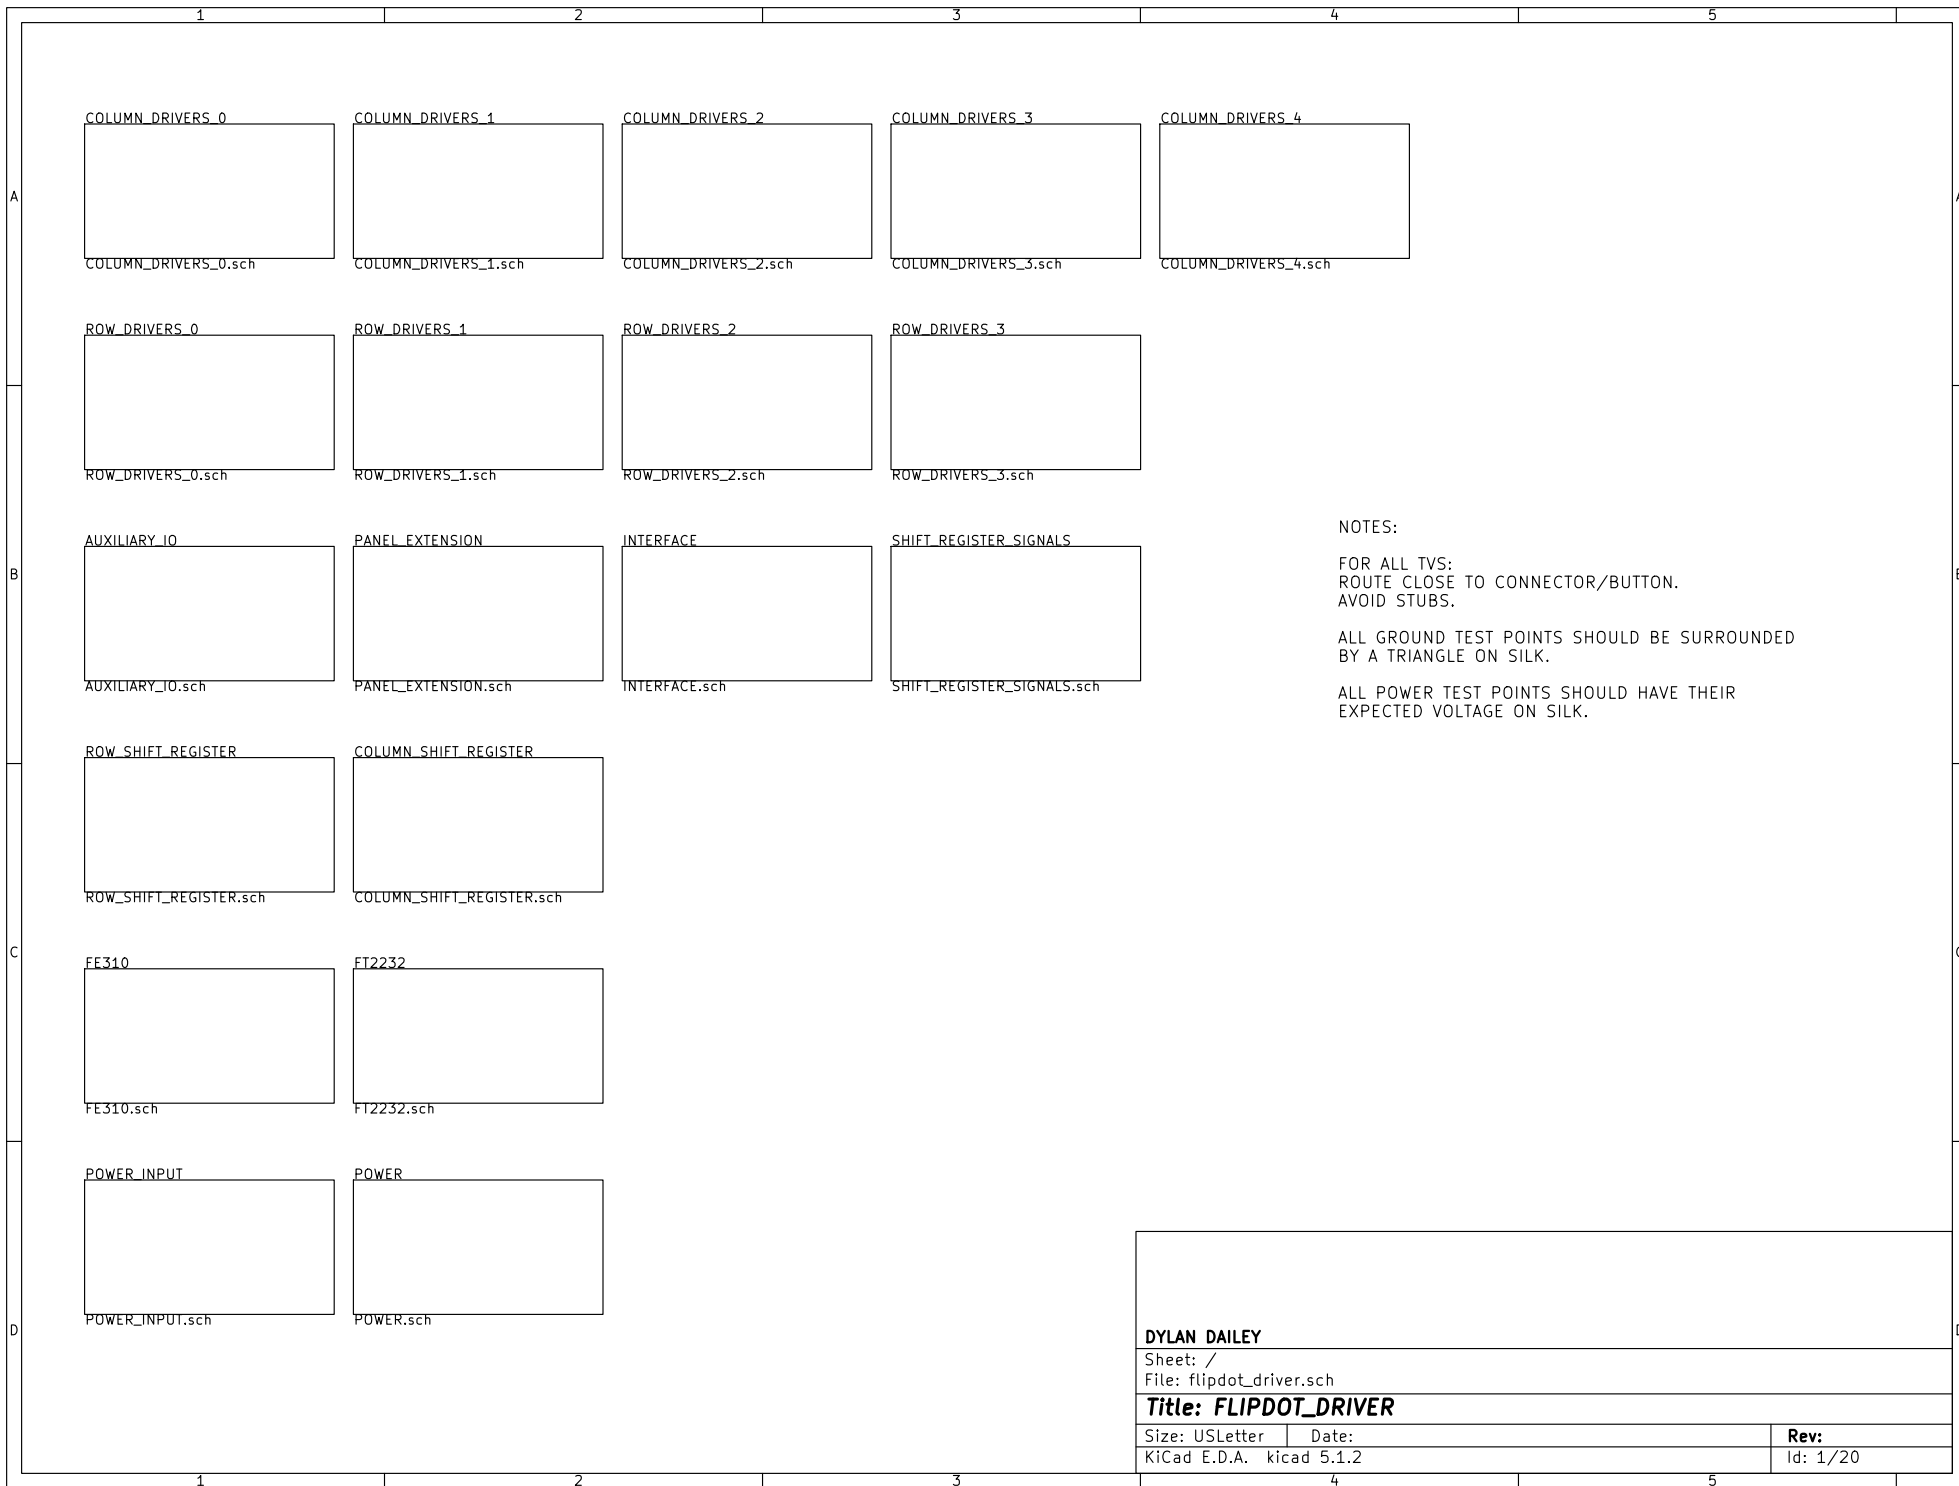 1 2 3 4 5
COLUMN_DRIVERS_0 COLUMN_DRIVERS_1 COLUMN_DRIVERS_2 COLUMN_DRIVERS_3 COLUMN_DRIVERS_4
A
COLUMN_DRIVERS_0.sch COLUMN_DRIVERS_1.sch COLUMN_DRIVERS_2.sch COLUMN_DRIVERS_3.sch COLUMN_DRIVERS_4.sch
ROW_DRIVERS_0 ROW_DRIVERS_1 ROW_DRIVERS_2 ROW_DRIVERS_3
ROW_DRIVERS_0.sch ROW_DRIVERS_1.sch ROW_DRIVERS_2.sch ROW_DRIVERS_3.sch
AUXILIARY_IO PANEL_EXTENSION INTERFACE SHIFT_REGISTER_SIGNALS
B
AUXILIARY_IO.sch PANEL_EXTENSION.sch INTERFACE.sch SHIFT_REGISTER_SIGNALS.sch
NOTES:
FOR ALL TVS:
ROUTE CLOSE TO CONNECTOR/BUTTON.
AVOID STUBS.
ALL GROUND TEST POINTS SHOULD BE SURROUNDED
BY A TRIANGLE ON SILK.
ALL POWER TEST POINTS SHOULD HAVE THEIR
EXPECTED VOLTAGE ON SILK.
ROW_SHIFT_REGISTER COLUMN_SHIFT_REGISTER
ROW_SHIFT_REGISTER.sch COLUMN_SHIFT_REGISTER.sch
C
FE310 FT2232
FE310.sch FT2232.sch
POWER_INPUT POWER
POWER_INPUT.sch POWER.sch
D
DYLAN DAILEY
Sheet: /
File: flipdot_driver.sch
Title: FLIPDOT_DRIVER
Size: USLetter Date: Rev:
KiCad E.D.A. kicad 5.1.2 Id: 1/20
1 2 3 4 5